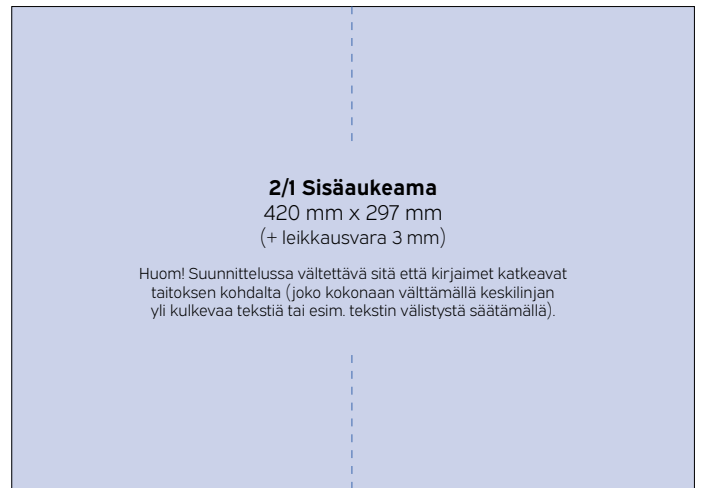 2/1 Sisäaukeama
420 mm x 297 mm
(+ leikkausvara 3 mm)
Huom! Suunnittelussa vältettävä sitä että kirjaimet katkeavat
taitoksen kohdalta (joko kokonaan välttämällä keskilinjan
yli kulkevaa tekstiä tai esim. tekstin välistystä säätämällä).